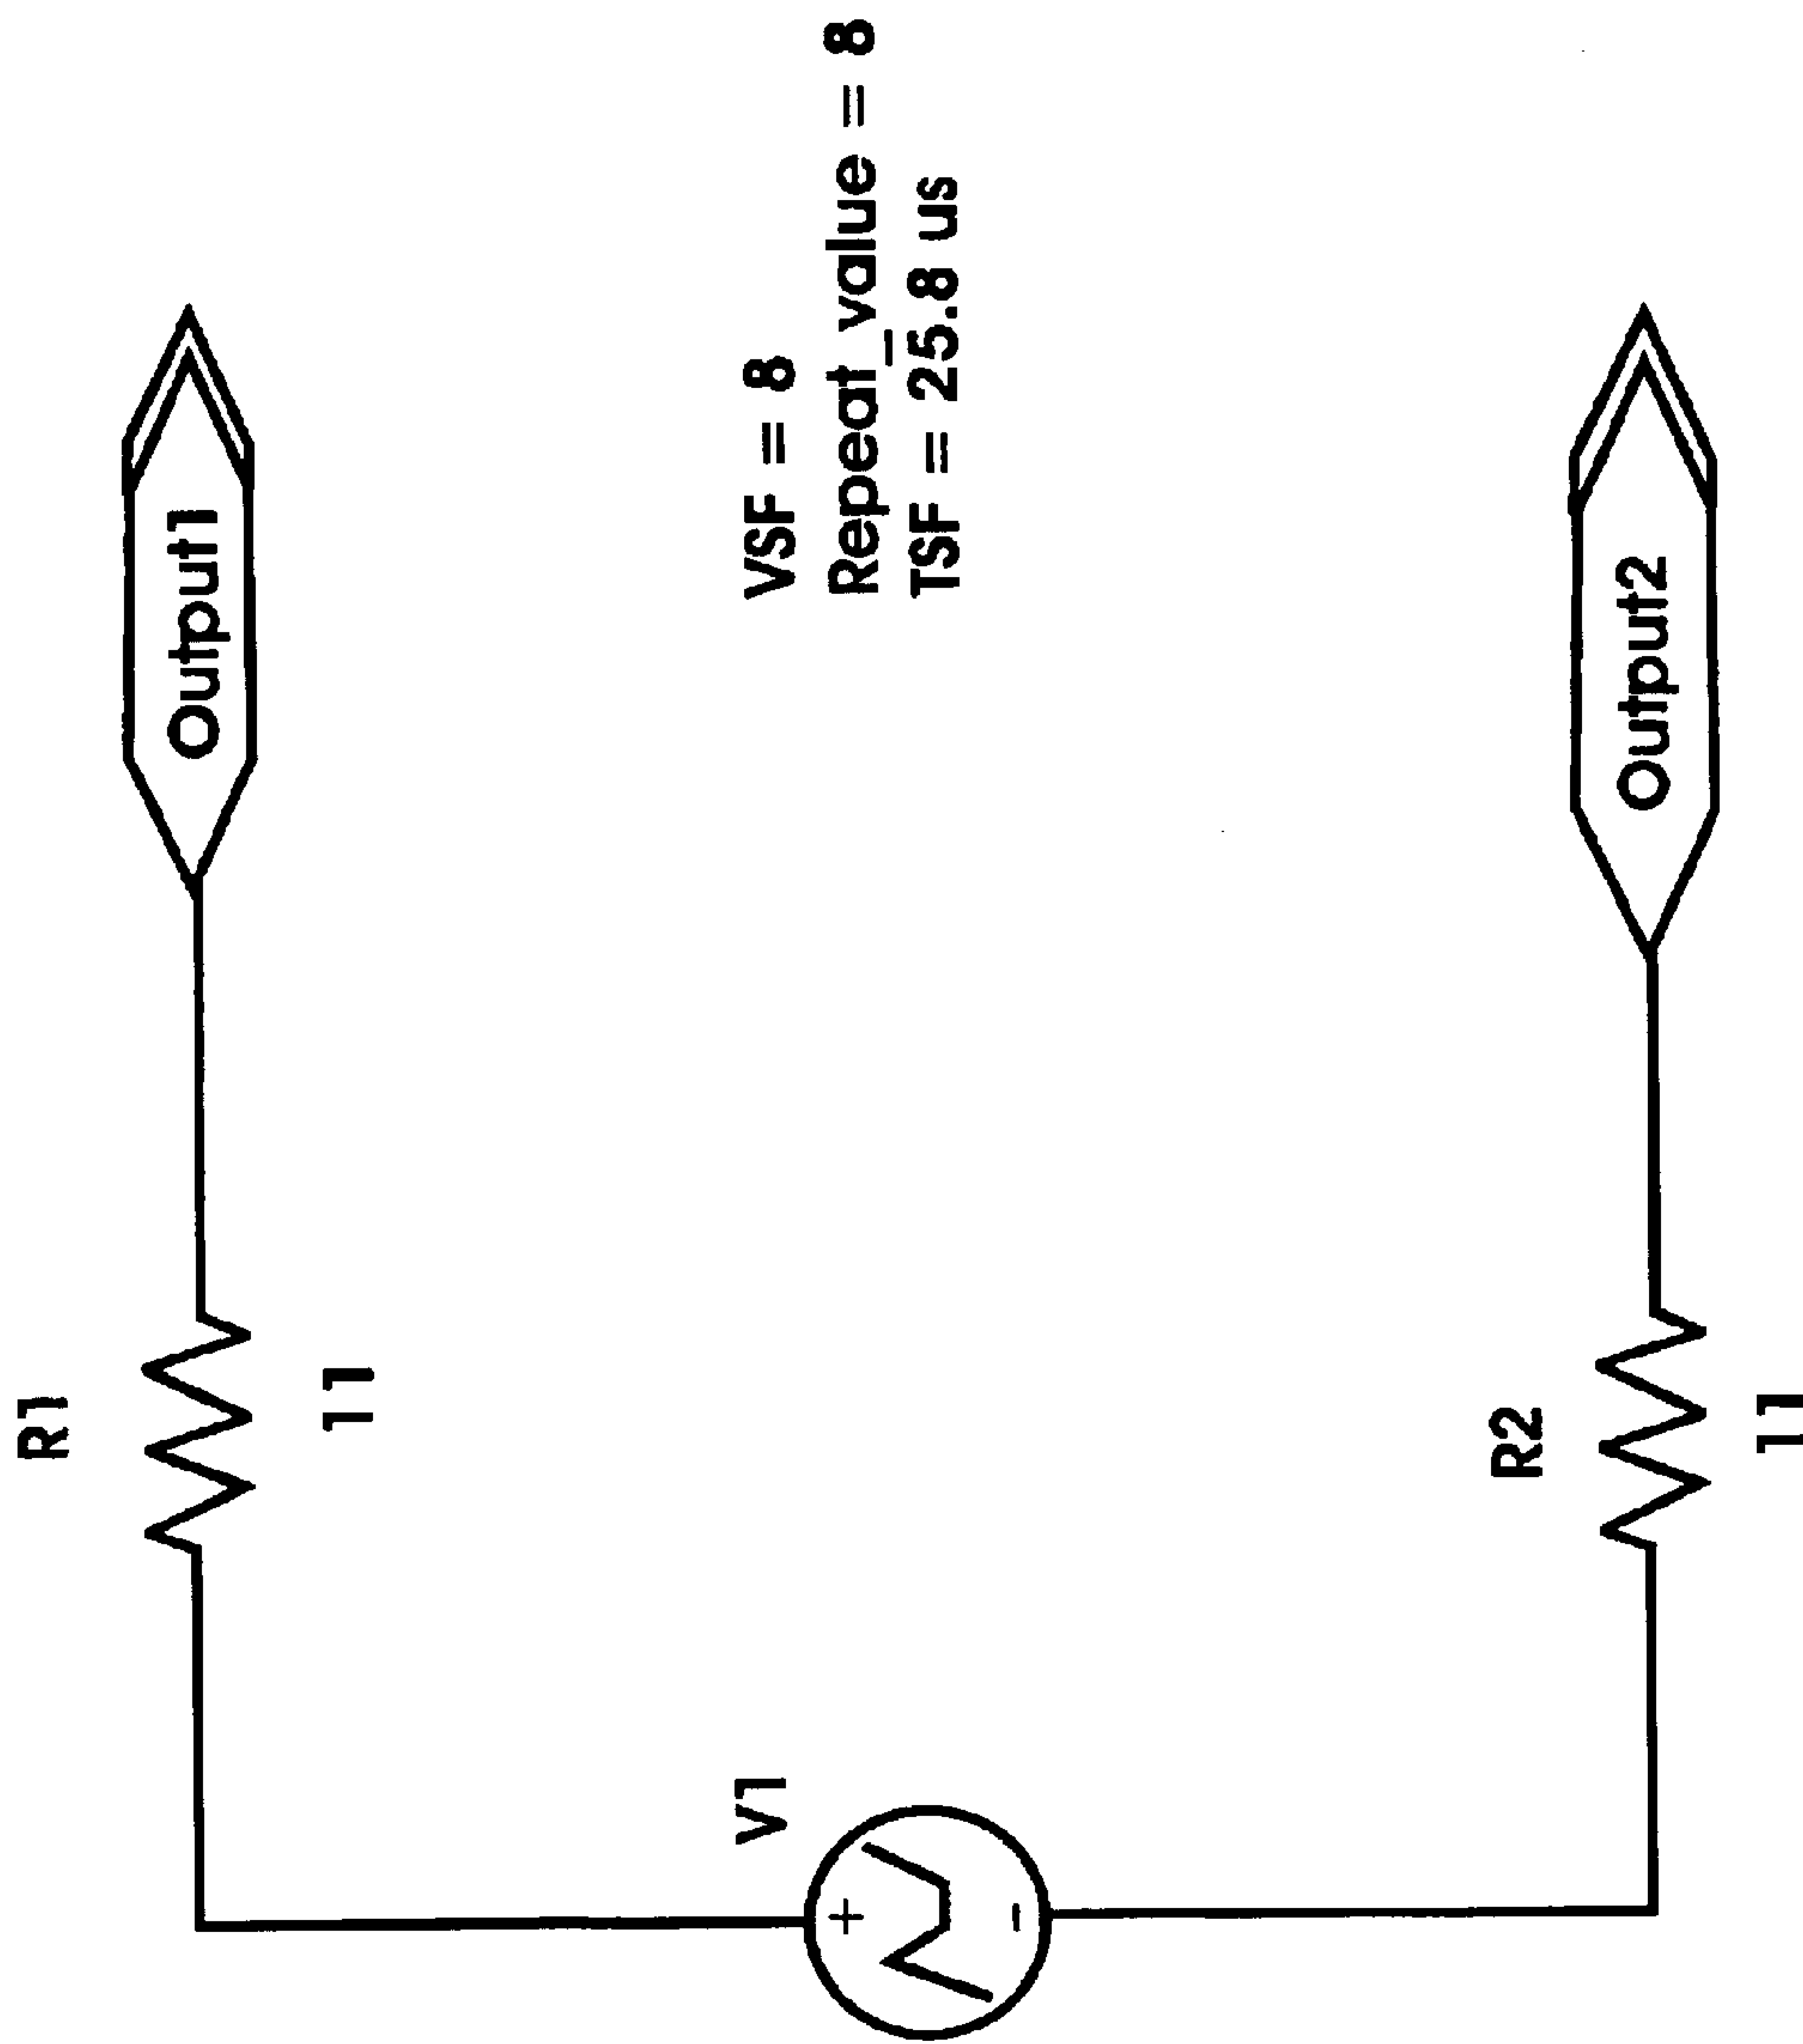 R1
11
Output1
V1
+
-
VSF = 8
Repeat_value = 8
TSF = 25.8 us
R2
11
Output2